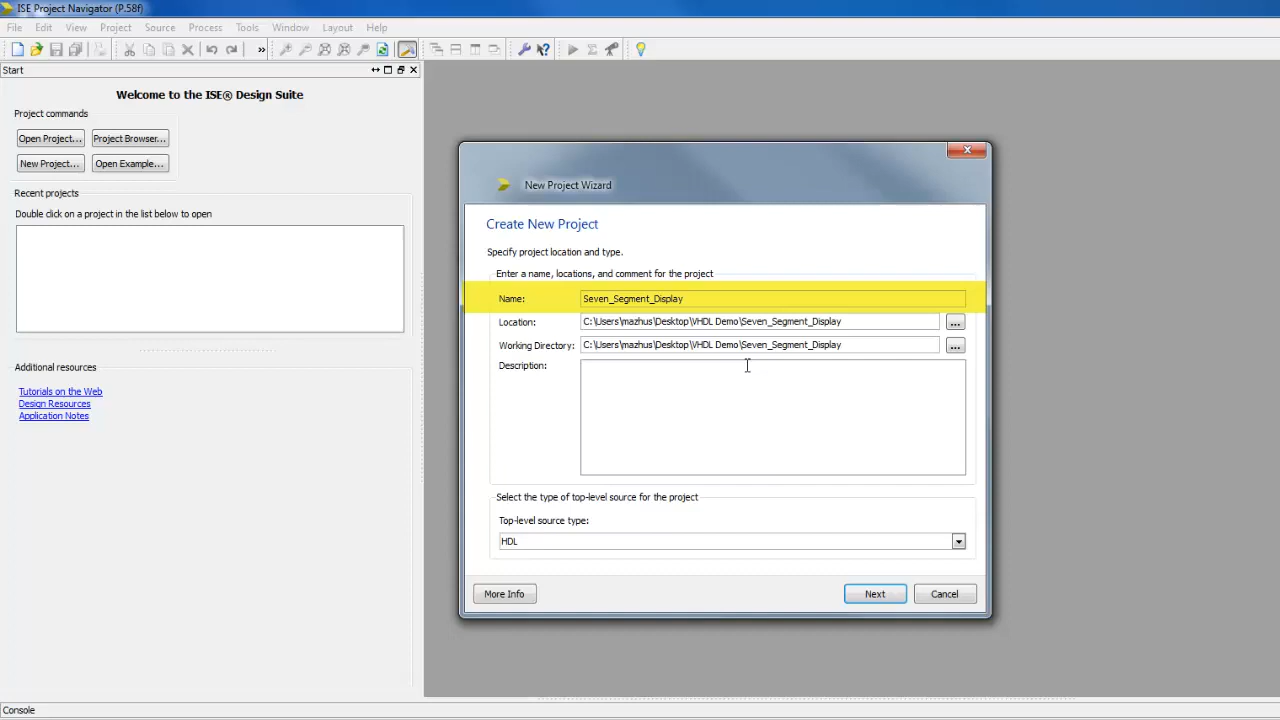 ISE Project Navigator (P.58f)
File Edit View Project Source Process Tools Window Layout Help
»
Start
Welcome to the ISE® Design Suite
Project commands
Open Project... Project Browser...
New Project... Open Example...
Recent projects
Double click on a project in the list below to open
Additional resources
Tutorials on the Web
Design Resources
Application Notes
New Project Wizard
Create New Project
Specify project location and type.
Enter a name, locations, and comment for the project
Name: Seven_Segment_Display
Location: C:\Users\mazhus\Desktop\VHDL Demo\Seven_Segment_Display ...
Working Directory: C:\Users\mazhus\Desktop\VHDL Demo\Seven_Segment_Display ...
Description:
Select the type of top-level source for the project
Top-level source type:
HDL
More Info Next Cancel
Console